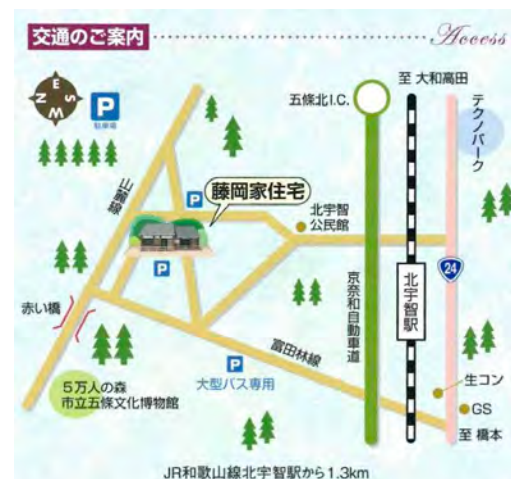 交通のご案内
Access
至 大和高田
五條北I.C.
テクノパーク
E
N
S
W
P
駐車場
山麓線
P
藤岡家住宅
北宇智
公民館
P
24
京奈和自動車道
北宇智駅
赤い橋
富田林線
P
大型バス専用
5万人の森
市立五條文化博物館
生コン
GS
至 橋本
JR和歌山線北宇智駅から1.3km